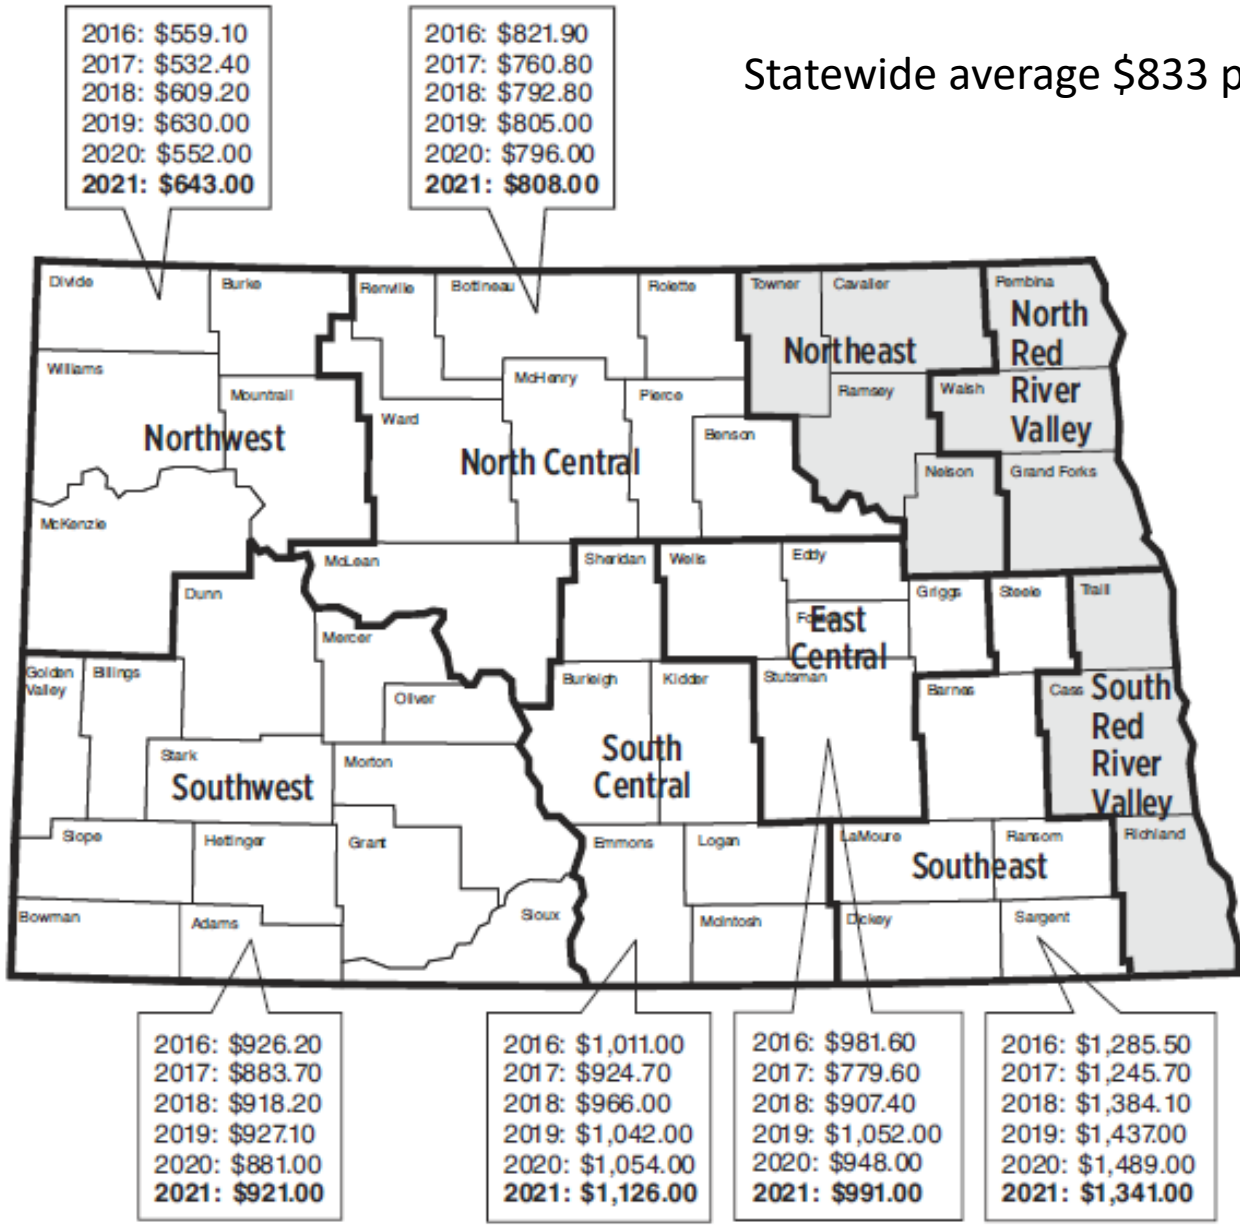 2016: $559.10
2017: $532.40
2018: $609.20
2019: $630.00
2020: $552.00
2021: $643.00
2016: $821.90
2017: $760.80
2018: $792.80
2019: $805.00
2020: $796.00
2021: $808.00
Statewide average $833 p
Divide
Burke
Renville
Bottineau
Rolette
Towner
Cavalier
Pembina
North
Red
River
Valley
Northeast
Williams
Mountrail
McHenry
Pierce
Ramsey
Walsh
Ward
Benson
Northwest
North Central
Nelson
Grand Forks
McKenzie
McLean
Sheridan
Wells
Eddy
Dunn
Griggs
Steele
Traill
East
Central
Mercer
Golden
Valley
Billings
Oliver
Burleigh
Kidder
Stutsman
Barnes
Cass
South
Red
River
Valley
Stark
Morton
South
Central
Southwest
Slope
Hettinger
Grant
Emmons
Logan
LaMoure
Ransom
Richland
Southeast
Bowman
Adams
Sioux
McIntosh
Dickey
Sargent
2016: $926.20
2017: $883.70
2018: $918.20
2019: $927.10
2020: $881.00
2021: $921.00
2016: $1,011.00
2017: $924.70
2018: $966.00
2019: $1,042.00
2020: $1,054.00
2021: $1,126.00
2016: $981.60
2017: $779.60
2018: $907.40
2019: $1,052.00
2020: $948.00
2021: $991.00
2016: $1,285.50
2017: $1,245.70
2018: $1,384.10
2019: $1,437.00
2020: $1,489.00
2021: $1,341.00